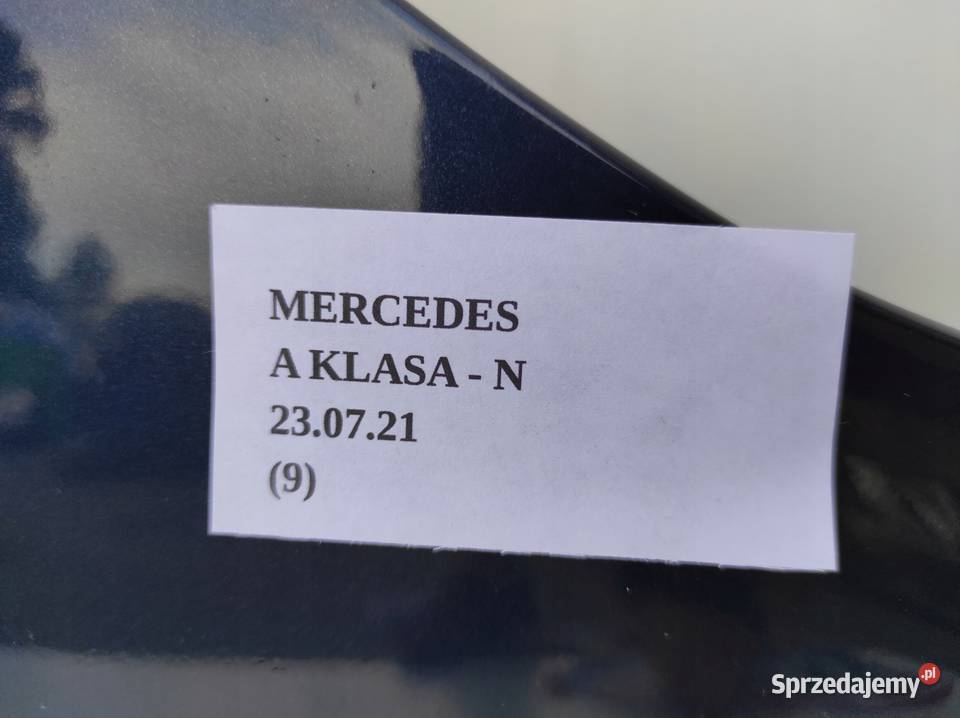 MERCEDES
A KLASA - N
23.07.21
(9)
Sprzedajemy.pl